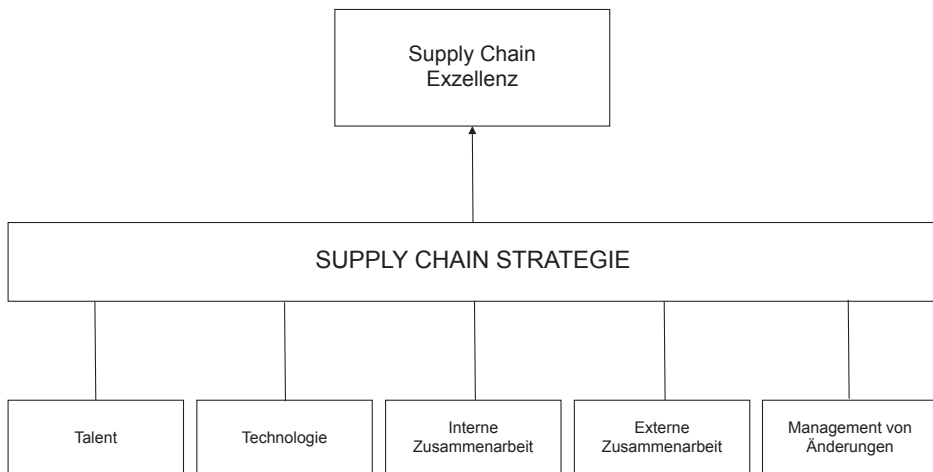 Supply Chain
Exzellenz
SUPPLY CHAIN STRATEGIE
Talent
Technologie
Interne
Zusammenarbeit
Externe
Zusammenarbeit
Management von
Änderungen